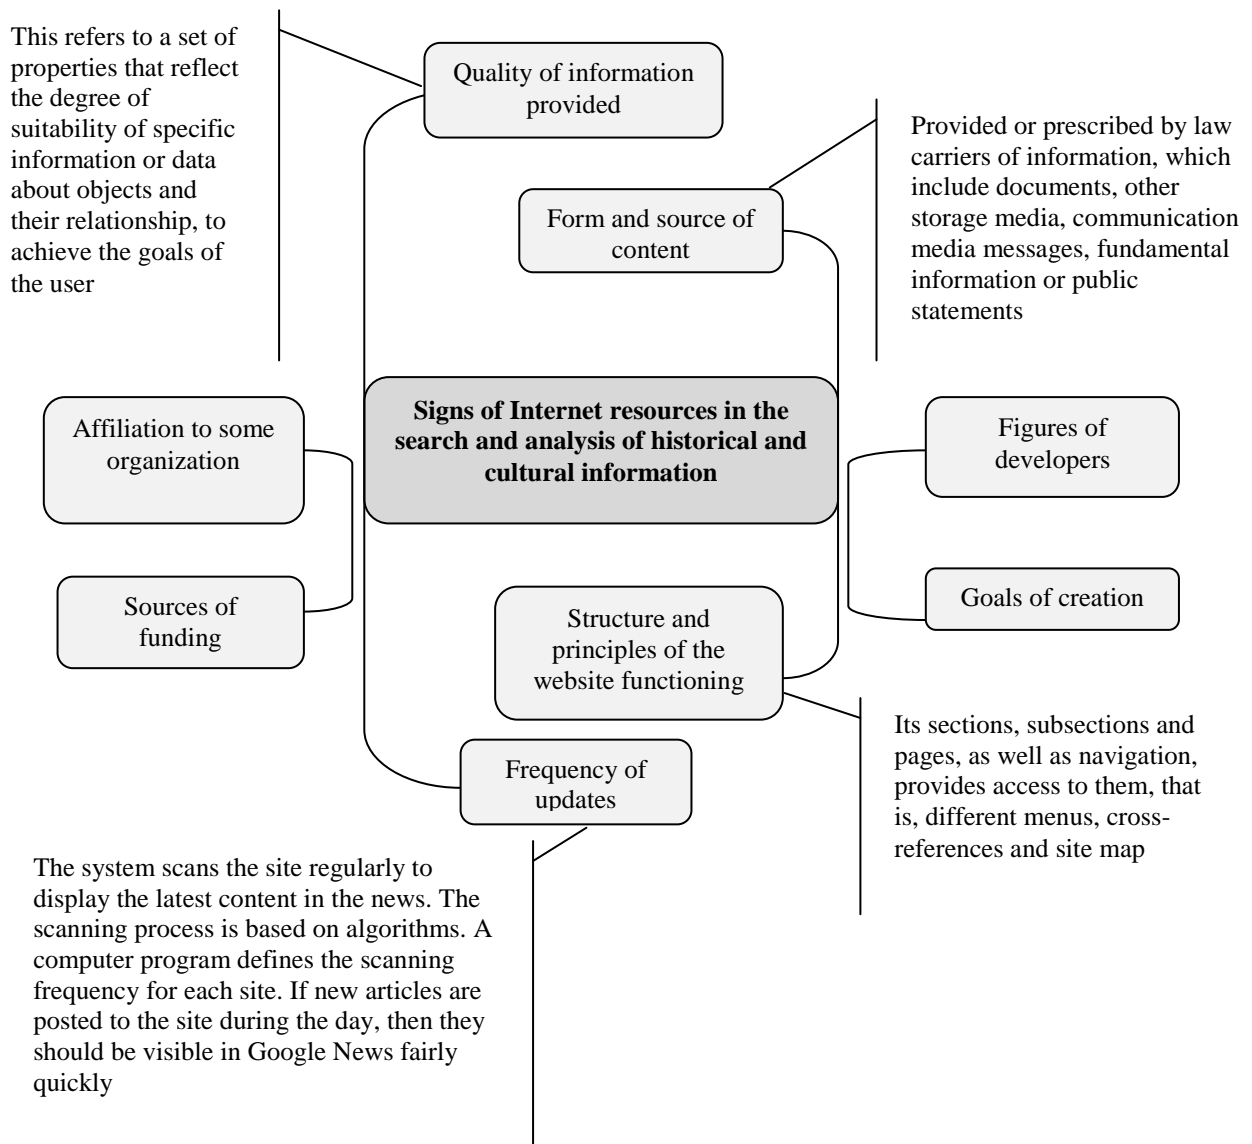 This refers to a set of
properties that reflect
the degree of
suitability of specific
information or data
about objects and
their relationship, to
achieve the goals of
the user
Quality of information
provided
Provided or prescribed by law
carriers of information, which
include documents, other
storage media, communication
media messages, fundamental
information or public
statements
Form and source of
content
Affiliation to some
organization
Signs of Internet resources in the
search and analysis of historical and
cultural information
Figures of
developers
Sources of
funding
Structure and
principles of the
website functioning
Goals of creation
Frequency of
updates
Its sections, subsections and
pages, as well as navigation,
provides access to them, that
is, different menus, cross-
references and site map
The system scans the site regularly to
display the latest content in the news. The
scanning process is based on algorithms. A
computer program defines the scanning
frequency for each site. If new articles are
posted to the site during the day, then they
should be visible in Google News fairly
quickly